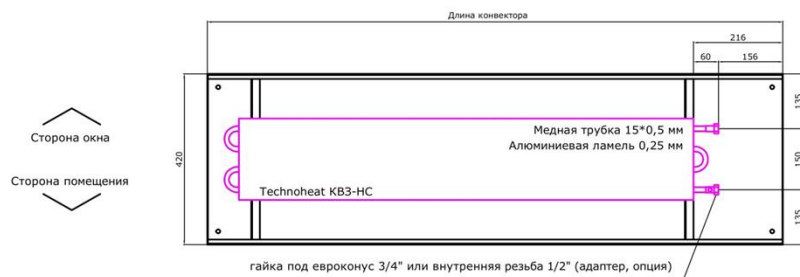 Длина конвектора
216
60
156
135
Сторона окна
Медная трубка 15*0,5 мм
Алюминиевая ламель 0,25 мм
420
150
Сторона помещения
Technoheat КВЗ-НС
135
гайка под евроконус 3/4" или внутренняя резьба 1/2" (адаптер, опция)